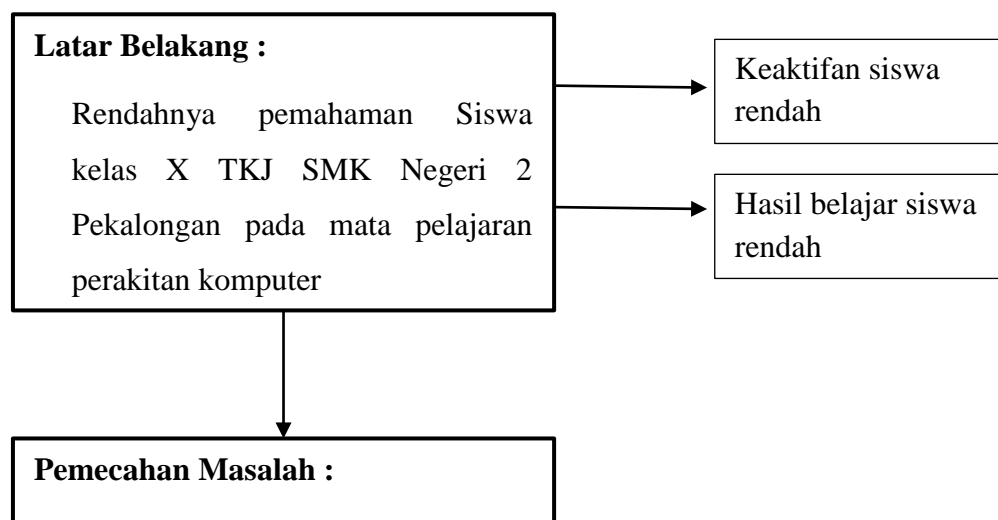 Latar Belakang :
Rendahnya pemahaman Siswa
kelas X TKJ SMK Negeri 2
Pekalongan pada mata pelajaran
perakitan komputer
Keaktifan siswa
rendah
Hasil belajar siswa
rendah
Pemecahan Masalah :